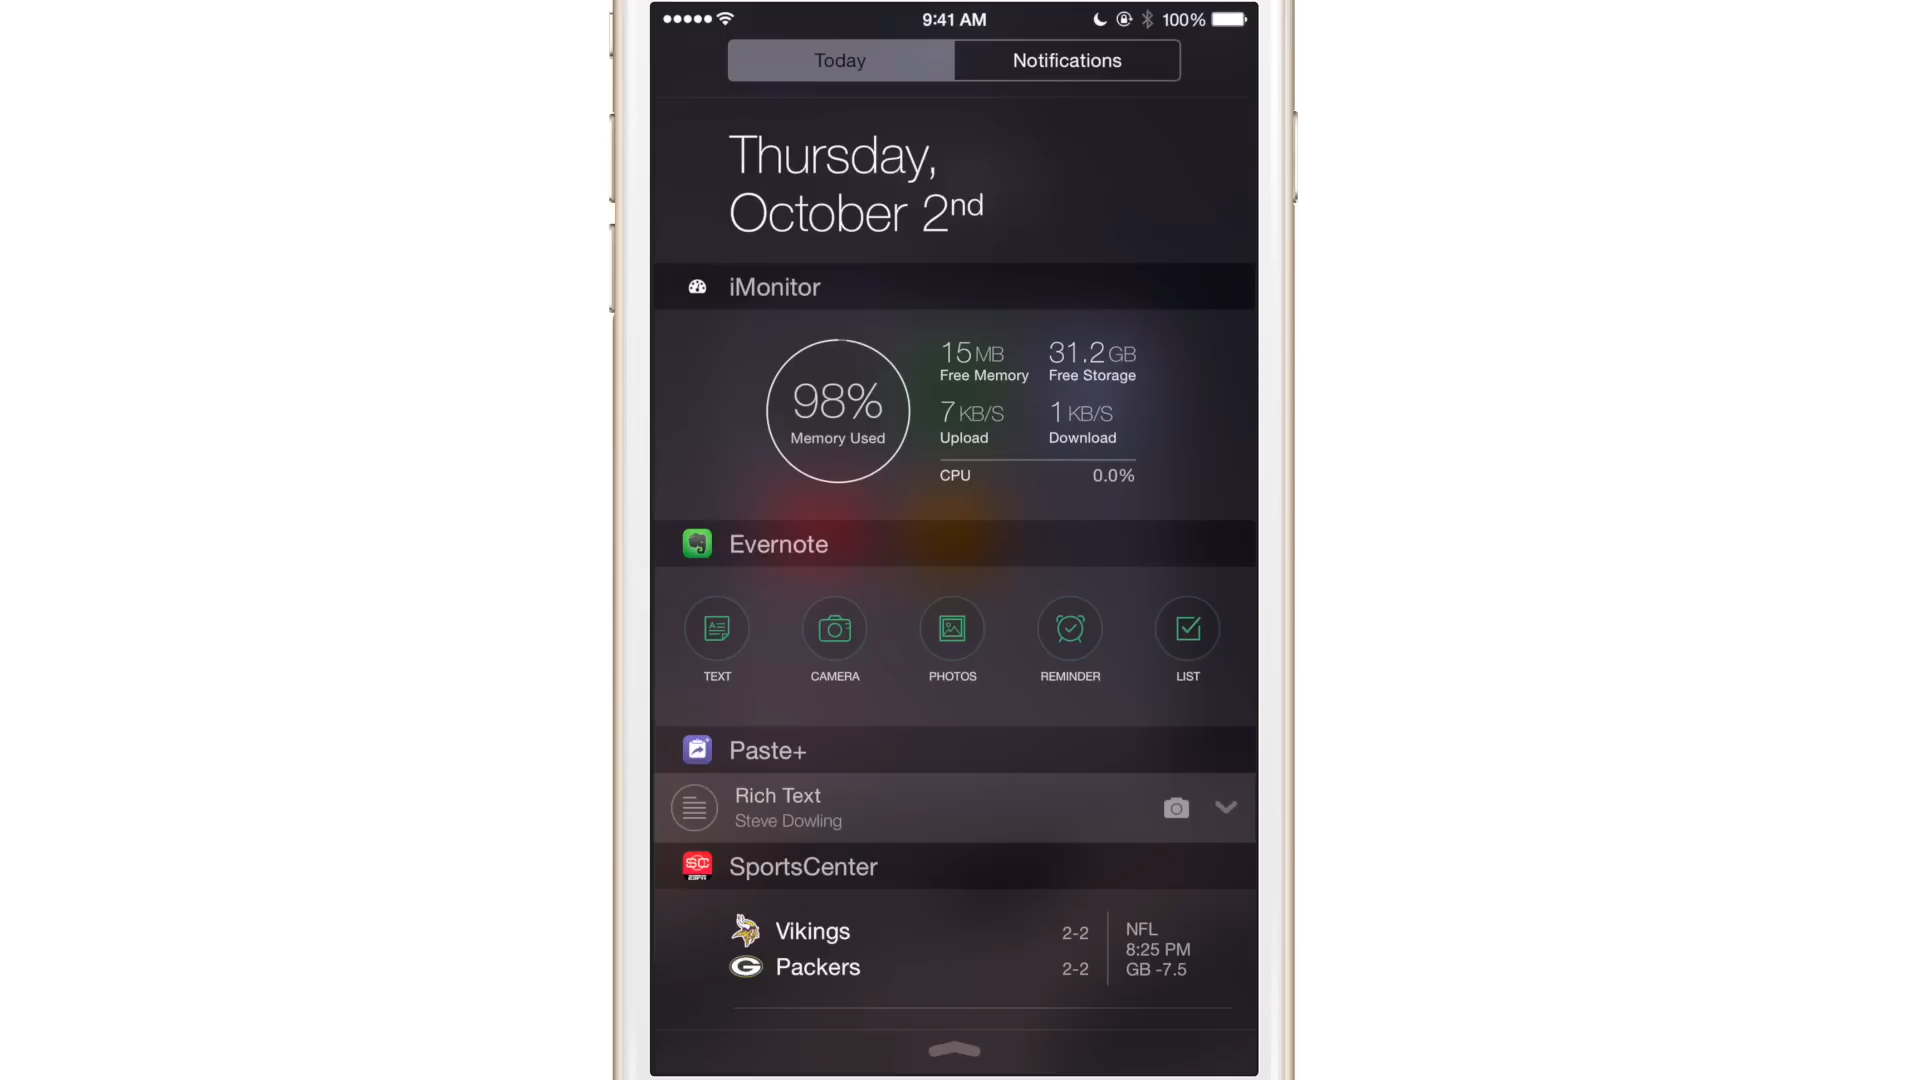 9:41 AM 100%
Today Notifications
Thursday,
October 2nd
iMonitor
98%
Memory Used
15 MB 31.2 GB
Free Memory Free Storage
7 KB/S 1 KB/S
Upload Download
CPU 0.0%
Evernote
TEXT CAMERA PHOTOS REMINDER LIST
Paste+
Rich Text
Steve Dowling
SC
ESPN
SportsCenter
Vikings 2-2
Packers 2-2
NFL
8:25 PM
GB -7.5